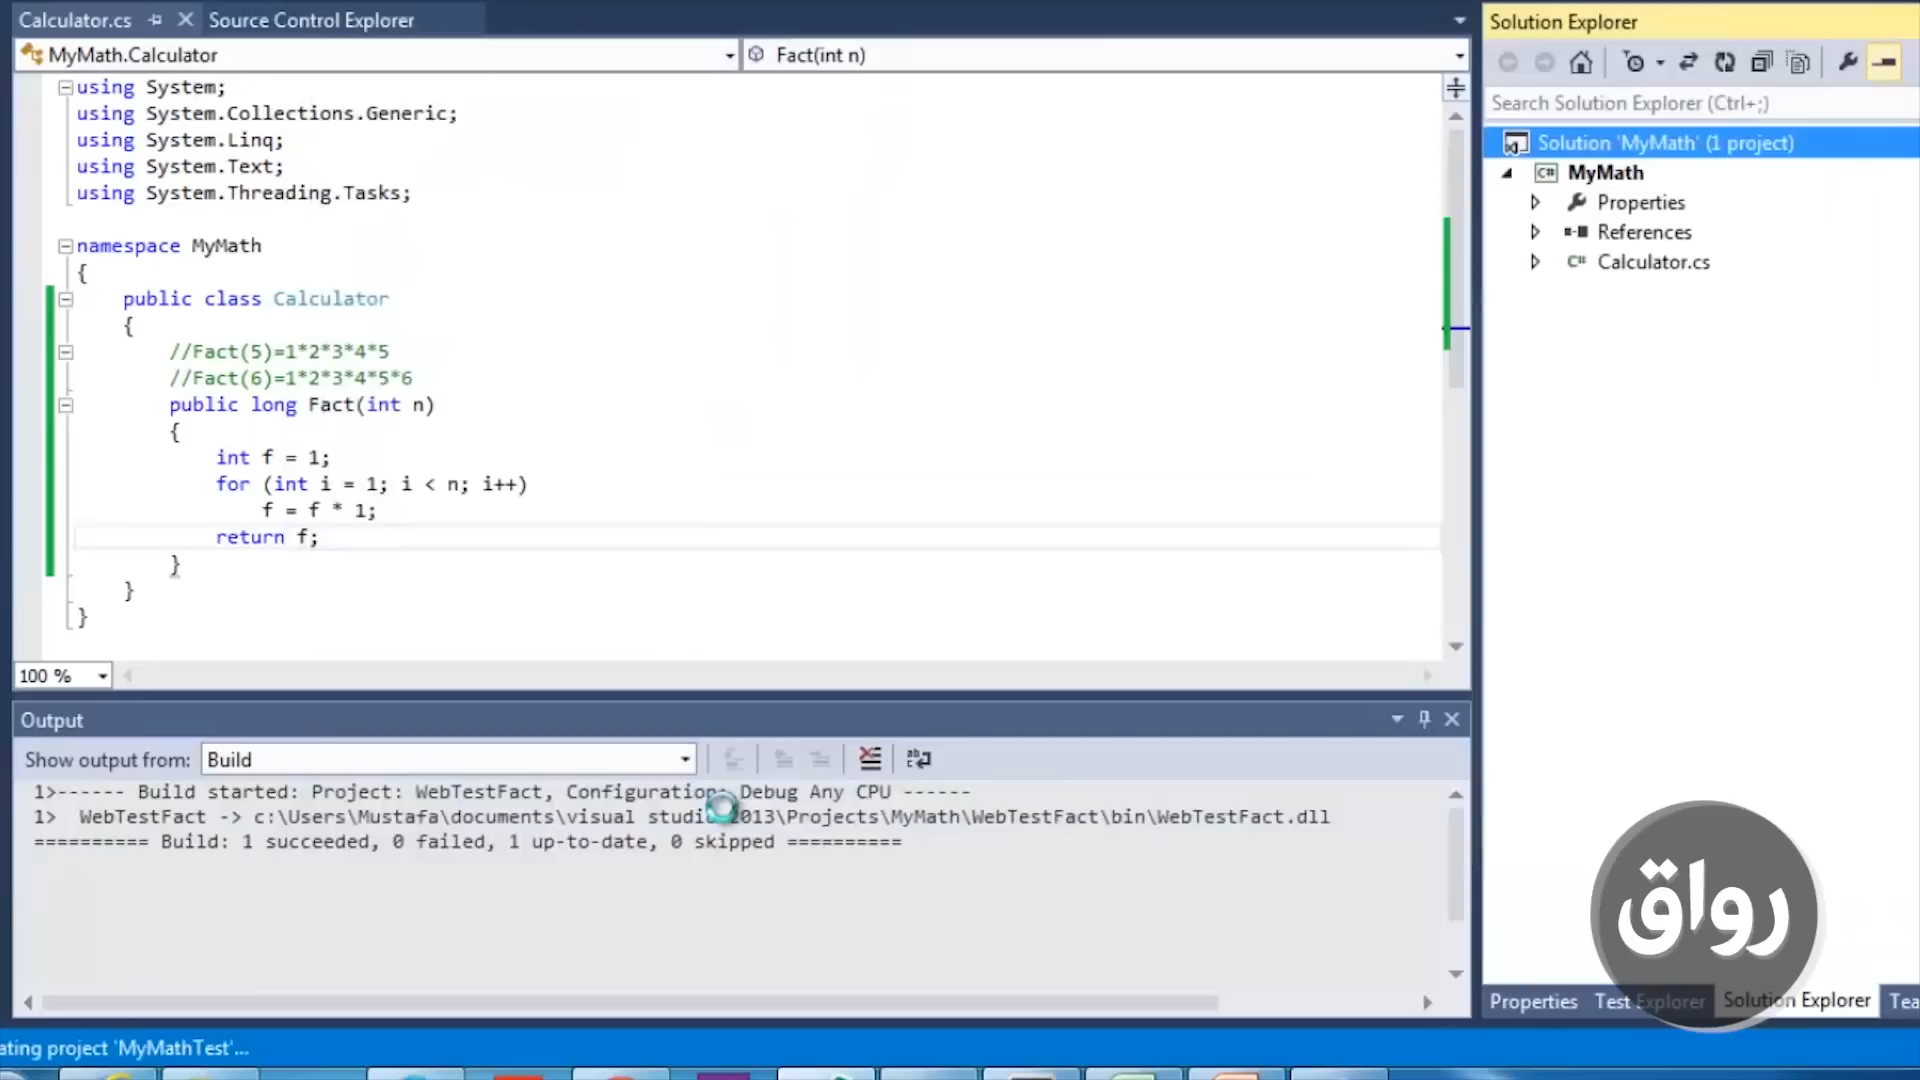 Calculator.cs
Source Control Explorer
MyMath.Calculator
Fact(int n)
using System;
using System.Collections.Generic;
using System.Linq;
using System.Text;
using System.Threading.Tasks;
namespace MyMath
{
public class Calculator
{
//Fact(5)=1*2*3*4*5
//Fact(6)=1*2*3*4*5*6
public long Fact(int n)
{
int f = 1;
for (int i = 1; i < n; i++)
f = f * 1;
return f;
}
}
}
100 %
Output
Show output from: Build
1>------ Build started: Project: WebTestFact, Configuration: Debug Any CPU ------
1>  WebTestFact -> c:\Users\Mustafa\documents\visual studio 2013\Projects\MyMath\WebTestFact\bin\WebTestFact.dll
========== Build: 1 succeeded, 0 failed, 1 up-to-date, 0 skipped ==========
ating project 'MyMathTest'...
Solution Explorer
Search Solution Explorer (Ctrl+;)
Solution 'MyMath' (1 project)
MyMath
Properties
References
Calculator.cs
رواق
Properties Test Explorer Solution Explorer Tea